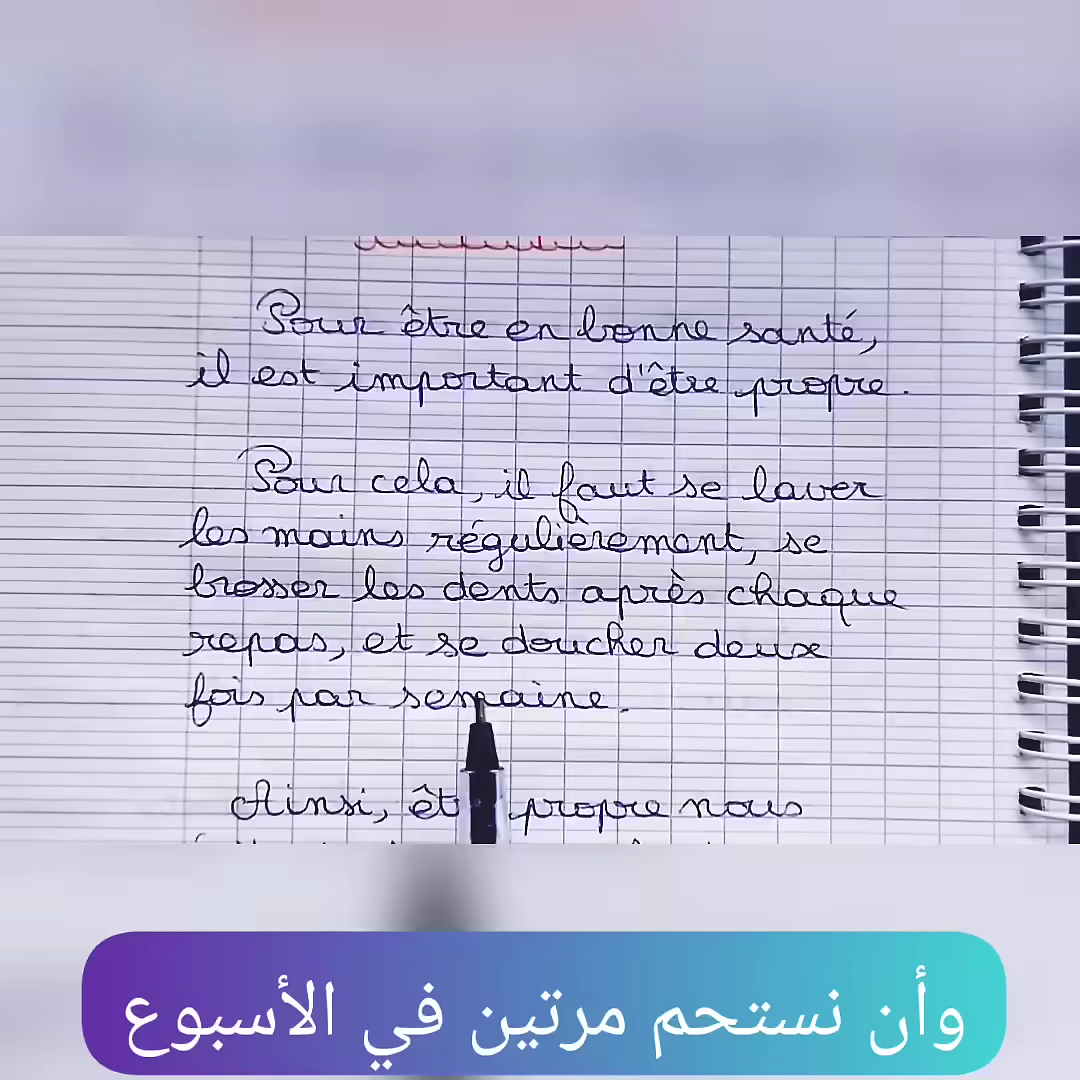 Pour être en bonne santé,
il est important d'être propre.
Pour cela, il faut se laver
les mains régulièrement, se
brosser les dents après chaque
repas, et se doucher deux
fois par semaine.
Ainsi, propre nous
وأن نستحم مرتين في الأسبوع